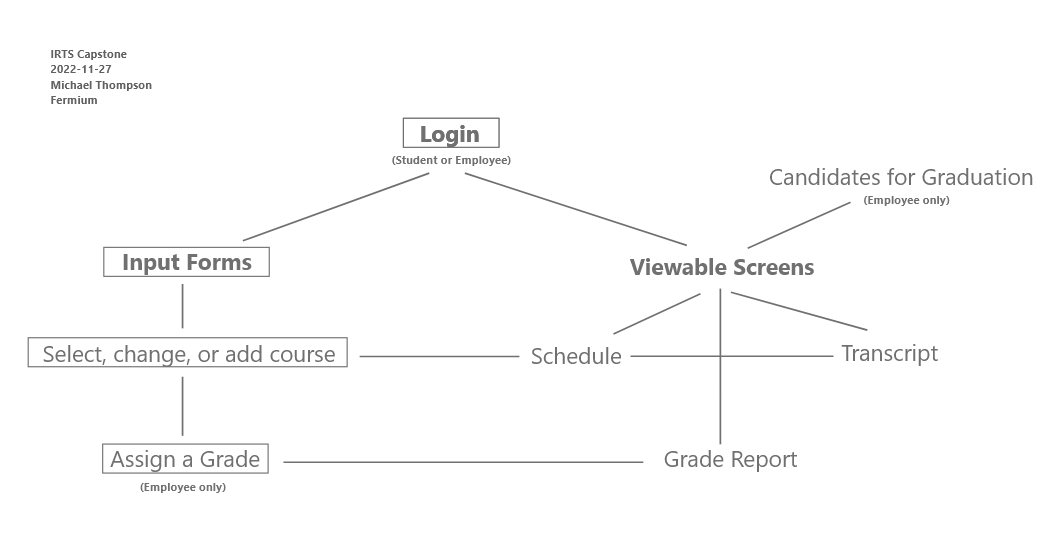 IRTS Capstone
2022-11-27
Michael Thompson
Fermium
Login
(Student or Employee)
Candidates for Graduation
(Employee only)
Input Forms
Viewable Screens
Select, change, or add course
Schedule
Transcript
Assign a Grade
(Employee only)
Grade Report